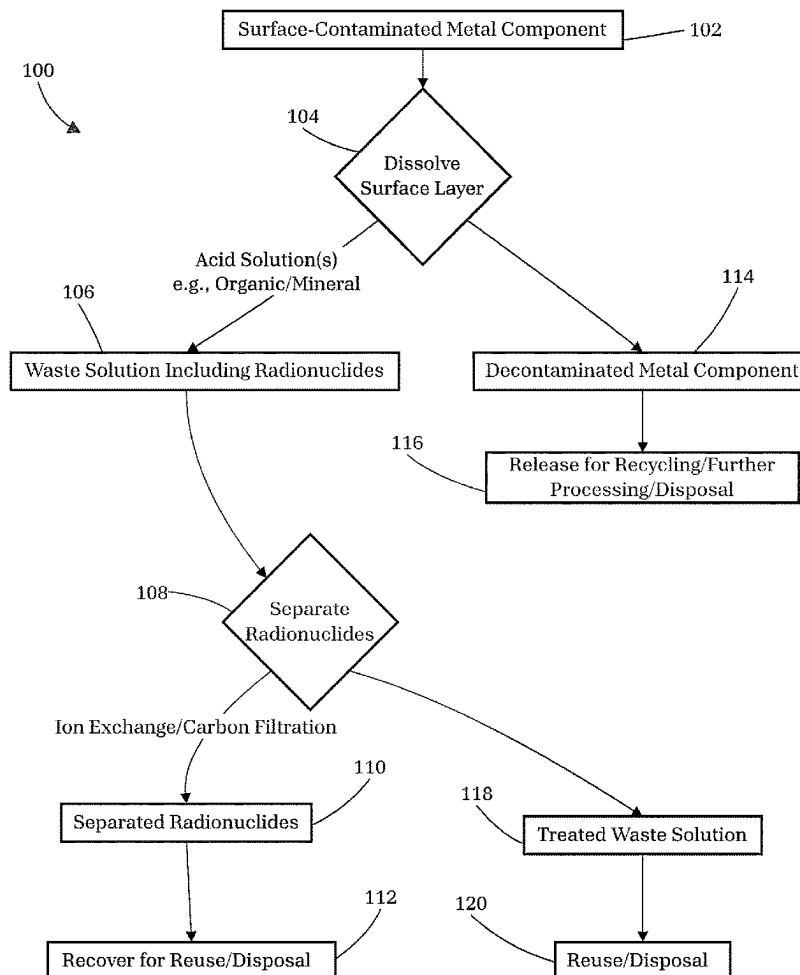 Surface-Contaminated Metal Component
102
100
104
Dissolve
Surface Layer
Acid Solution(s)
e.g., Organic/Mineral
106
114
Waste Solution Including Radionuclides
Decontaminated Metal Component
116
Release for Recycling/Further
Processing/Disposal
108
Separate
Radionuclides
Ion Exchange/Carbon Filtration
110
118
Separated Radionuclides
Treated Waste Solution
112
120
Recover for Reuse/Disposal
Reuse/Disposal